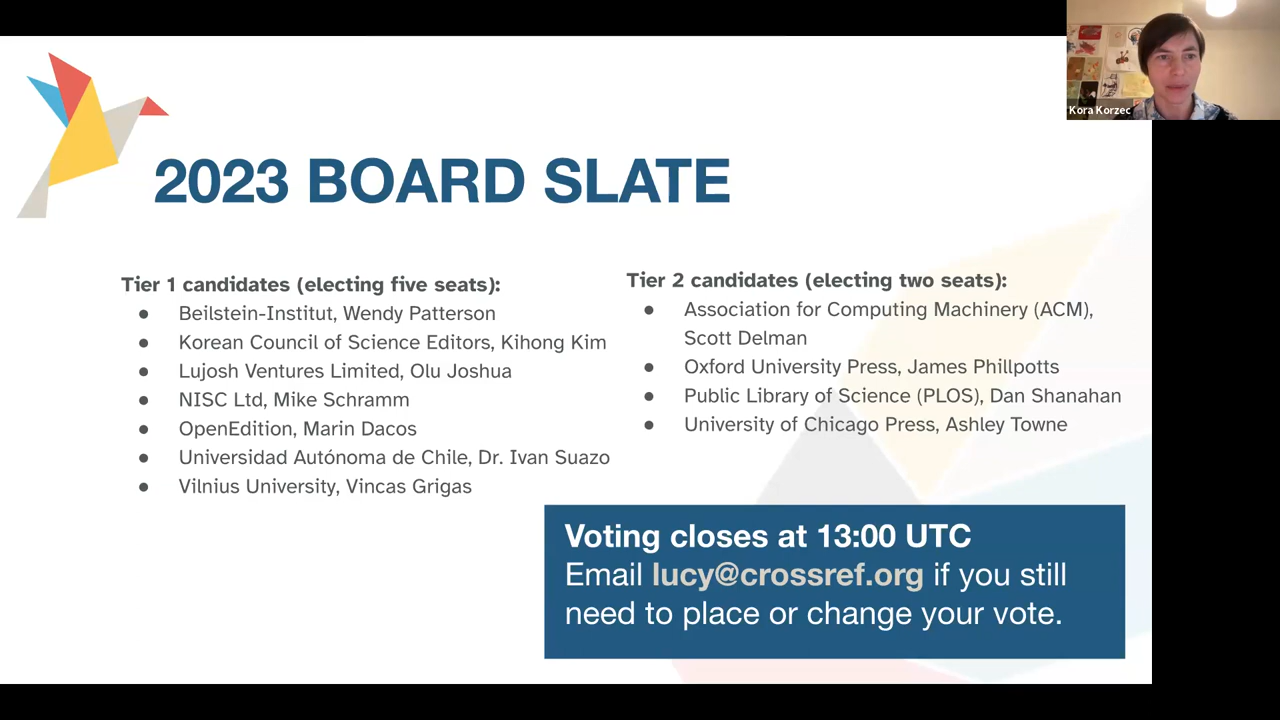 Kora Korzec
2023 BOARD SLATE
Tier 1 candidates (electing five seats):
● Beilstein-Institut, Wendy Patterson
● Korean Council of Science Editors, Kihong Kim
● Lujosh Ventures Limited, Olu Joshua
● NISC Ltd, Mike Schramm
● OpenEdition, Marin Dacos
● Universidad Autónoma de Chile, Dr. Ivan Suazo
● Vilnius University, Vincas Grigas
Tier 2 candidates (electing two seats):
● Association for Computing Machinery (ACM),
Scott Delman
● Oxford University Press, James Phillpotts
● Public Library of Science (PLOS), Dan Shanahan
● University of Chicago Press, Ashley Towne
Voting closes at 13:00 UTC
Email lucy@crossref.org if you still
need to place or change your vote.